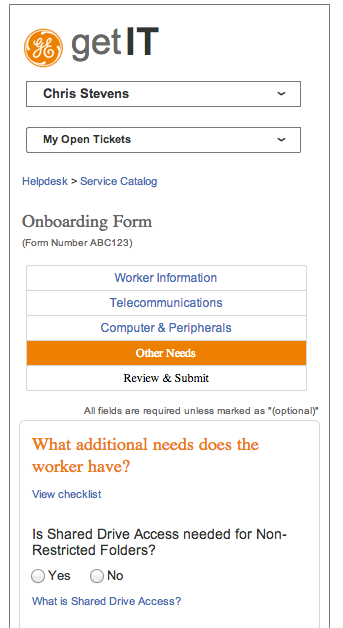 GE
getIT
Chris Stevens
My Open Tickets
Helpdesk > Service Catalog
Onboarding Form
(Form Number ABC123)
Worker Information
Telecommunications
Computer & Peripherals
Other Needs
Review & Submit
All fields are required unless marked as "(optional)"
What additional needs does the
worker have?
View checklist
Is Shared Drive Access needed for Non-
Restricted Folders?
Yes No
What is Shared Drive Access?